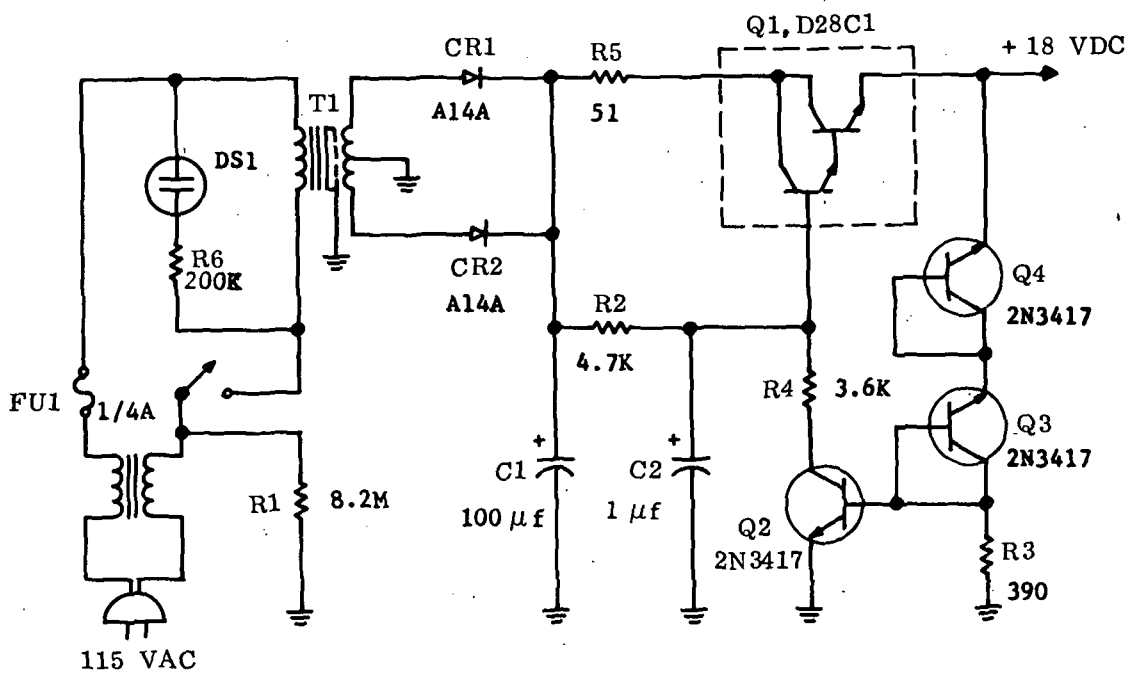 Q1, D28C1
CR1
A14A
R5
51
+ 18 VDC
T1
DS1
R6
200K
CR2
A14A
R2
4.7K
Q4
2N3417
FU1
1/4A
R4
3.6K
Q3
2N3417
R1
8.2M
+
C1
100 μf
+
C2
1 μf
Q2
2N3417
R3
390
115 VAC